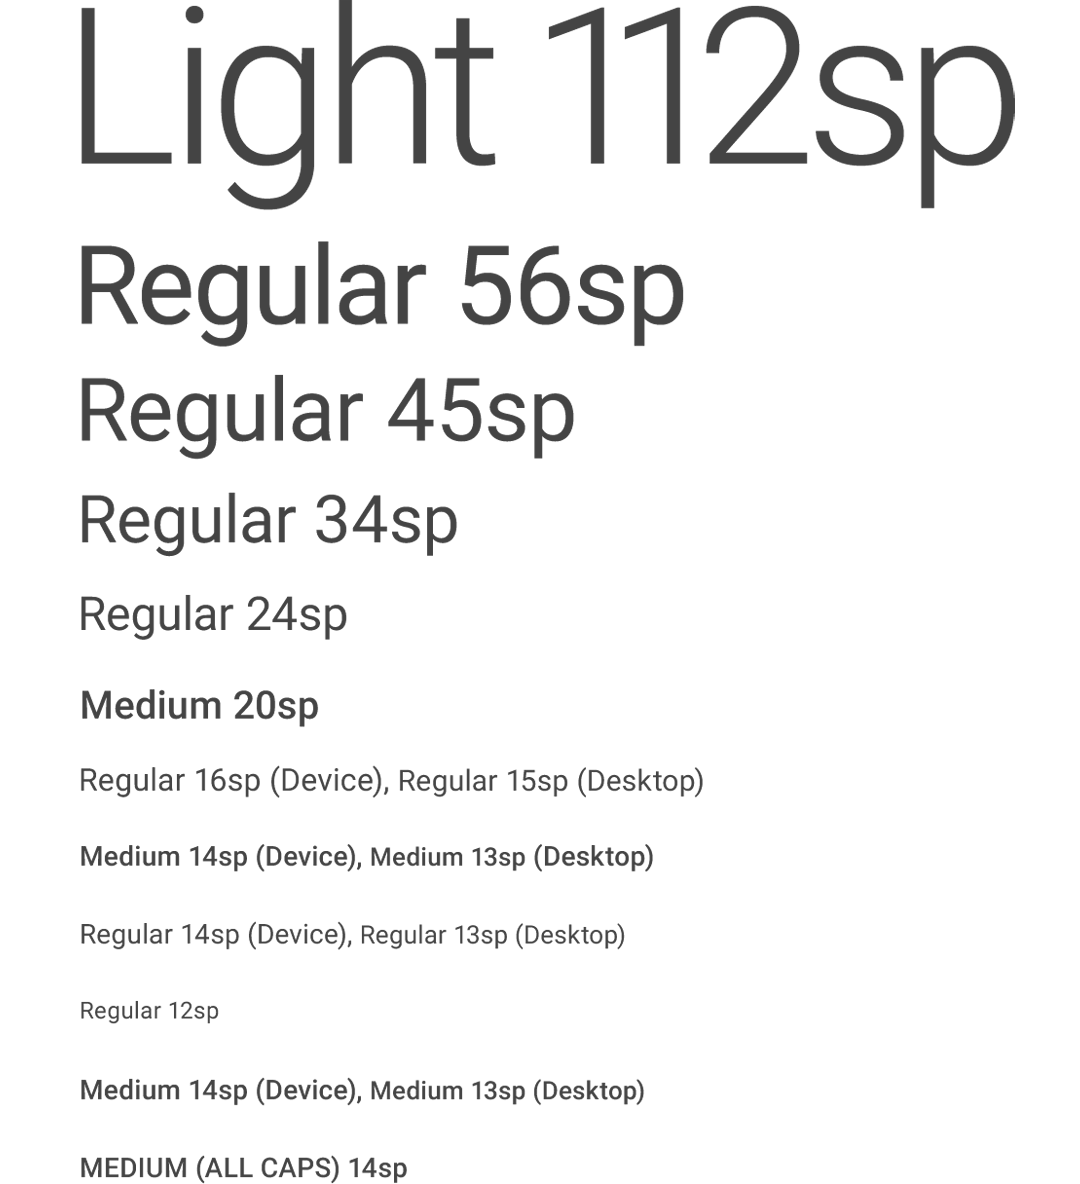 Light 112sp
Regular 56sp
Regular 45sp
Regular 34sp
Regular 24sp
Medium 20sp
Regular 16sp (Device), Regular 15sp (Desktop)
Medium 14sp (Device), Medium 13sp (Desktop)
Regular 14sp (Device), Regular 13sp (Desktop)
Regular 12sp
Medium 14sp (Device), Medium 13sp (Desktop)
MEDIUM (ALL CAPS) 14sp